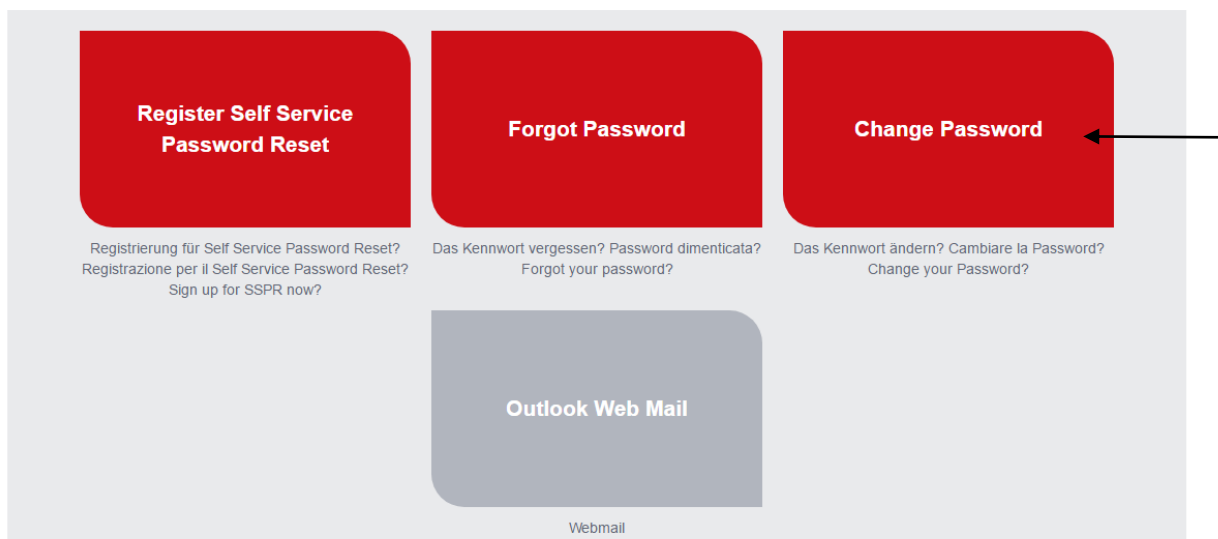 Register Self Service
Password Reset
Forgot Password
Change Password
Registrierung für Self Service Password Reset?
Registrazione per il Self Service Password Reset?
Sign up for SSPR now?
Das Kennwort vergessen? Password dimenticata?
Forgot your password?
Das Kennwort ändern? Cambiare la Password?
Change your Password?
Outlook Web Mail
Webmail